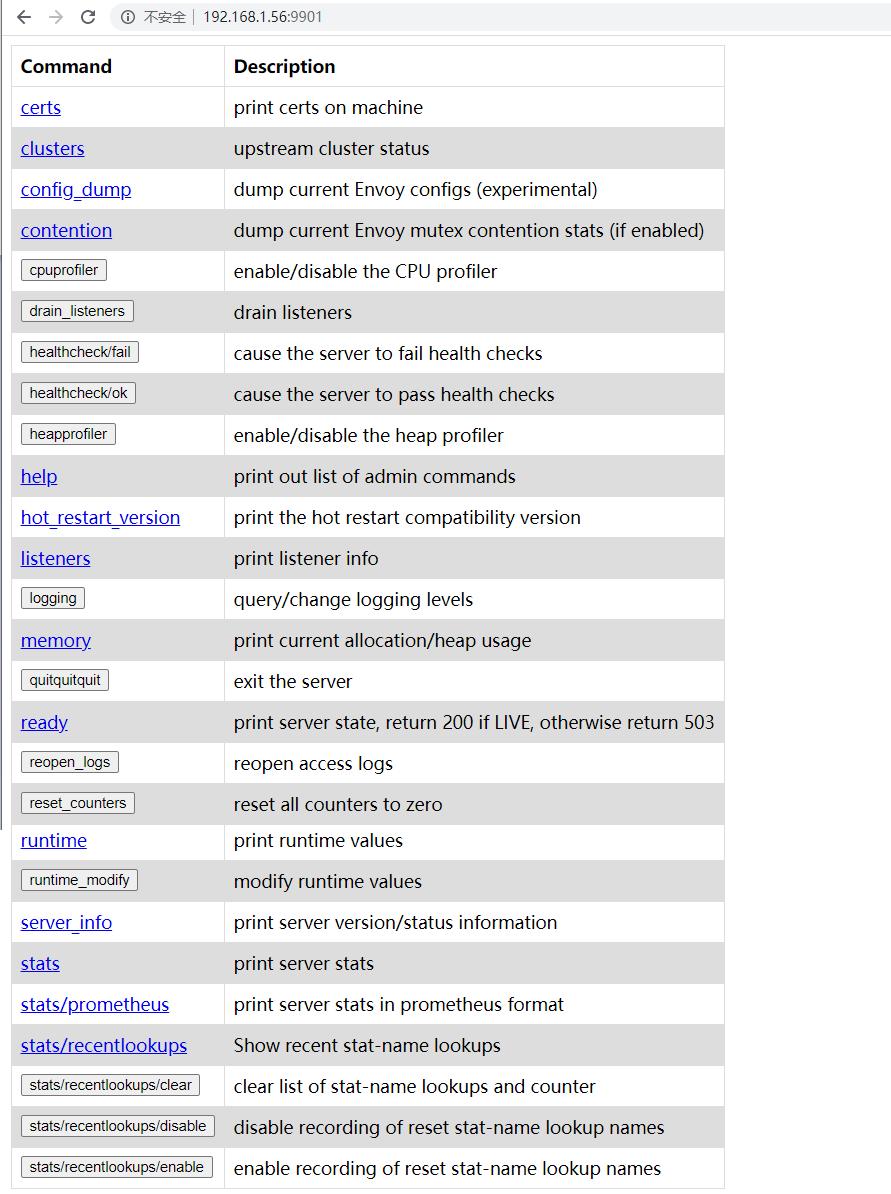 不安全 | 192.168.1.56:9901
Command Description
certs print certs on machine
clusters upstream cluster status
config_dump dump current Envoy configs (experimental)
contention dump current Envoy mutex contention stats (if enabled)
cpuprofiler enable/disable the CPU profiler
drain_listeners drain listeners
healthcheck/fail cause the server to fail health checks
healthcheck/ok cause the server to pass health checks
heapprofiler enable/disable the heap profiler
help print out list of admin commands
hot_restart_version print the hot restart compatibility version
listeners print listener info
logging query/change logging levels
memory print current allocation/heap usage
quitquitquit exit the server
ready print server state, return 200 if LIVE, otherwise return 503
reopen_logs reopen access logs
reset_counters reset all counters to zero
runtime print runtime values
runtime_modify modify runtime values
server_info print server version/status information
stats print server stats
stats/prometheus print server stats in prometheus format
stats/recentlookups Show recent stat-name lookups
stats/recentlookups/clear clear list of stat-name lookups and counter
stats/recentlookups/disable disable recording of reset stat-name lookup names
stats/recentlookups/enable enable recording of reset stat-name lookup names